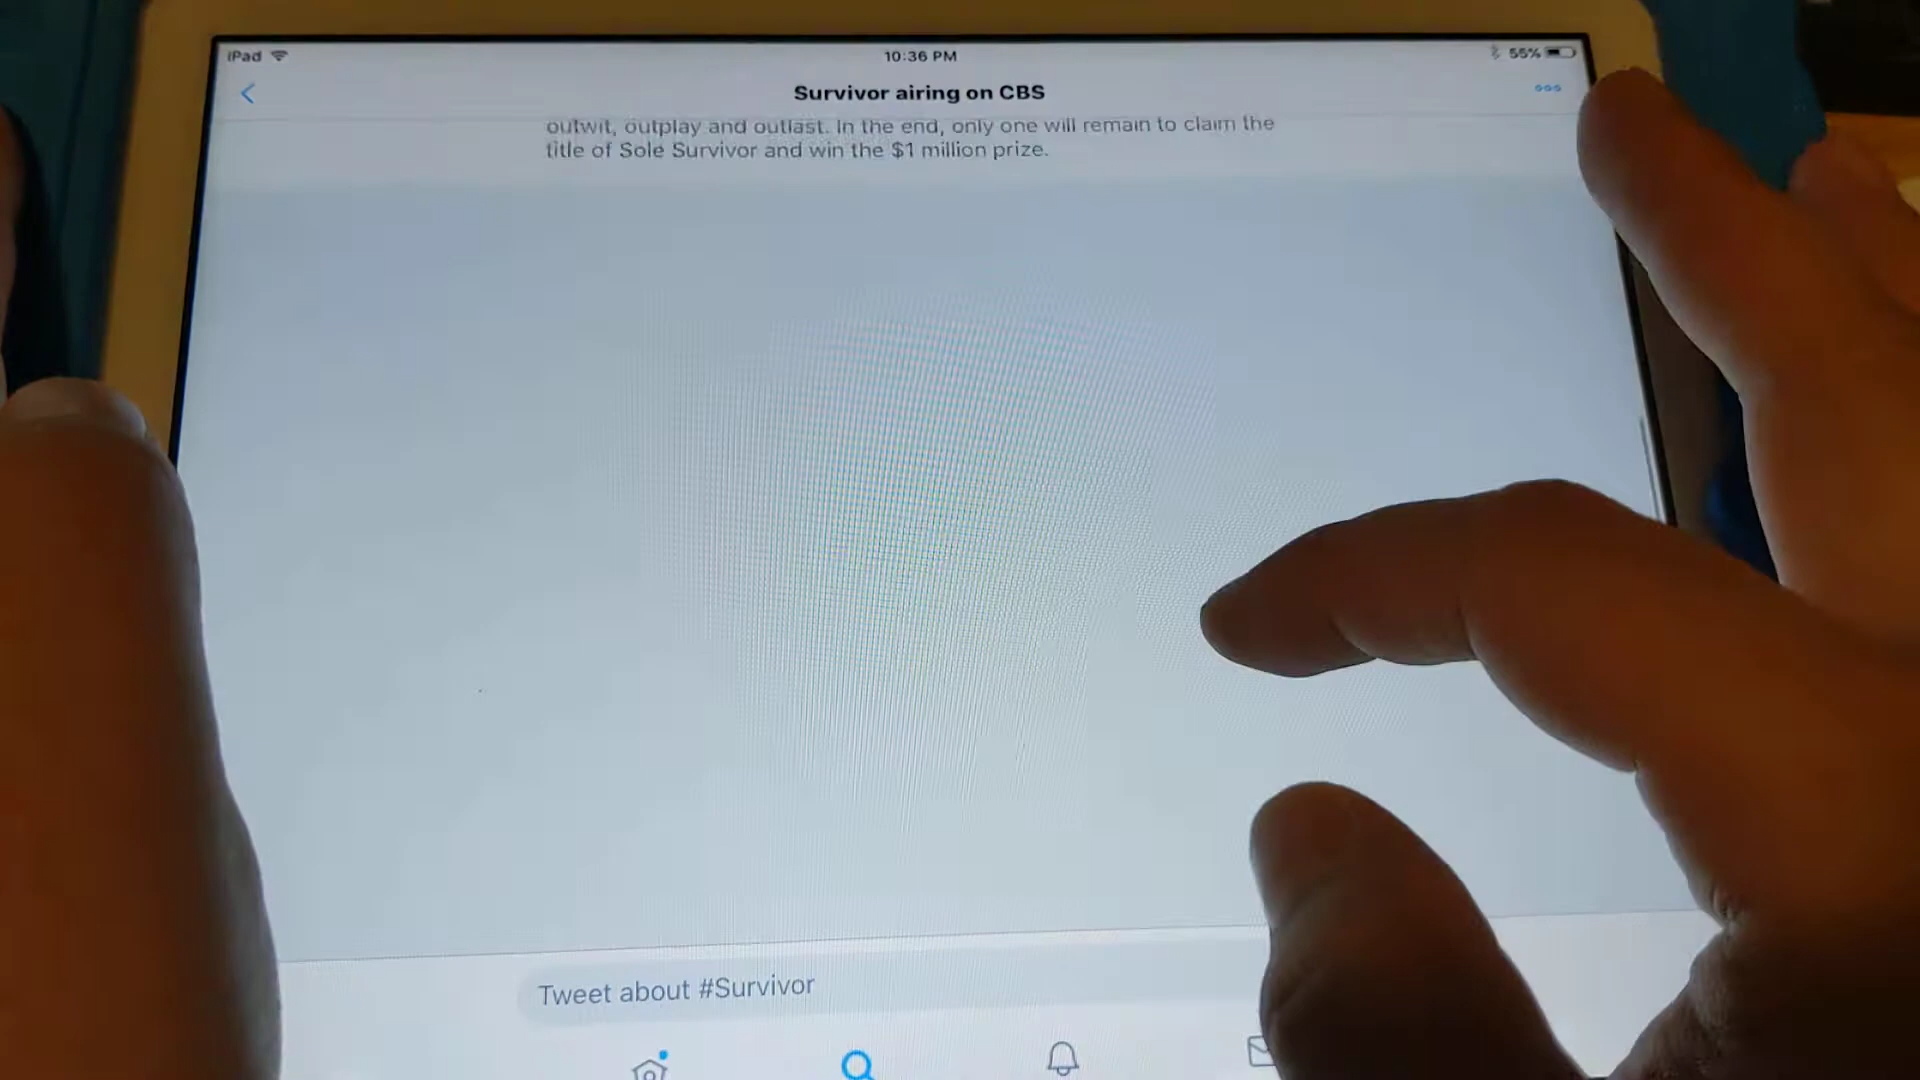 iPad
10:36 PM
55%
Survivor airing on CBS
outwit, outplay and outlast. In the end, only one will remain to claim the
title of Sole Survivor and win the $1 million prize.
Tweet about #Survivor